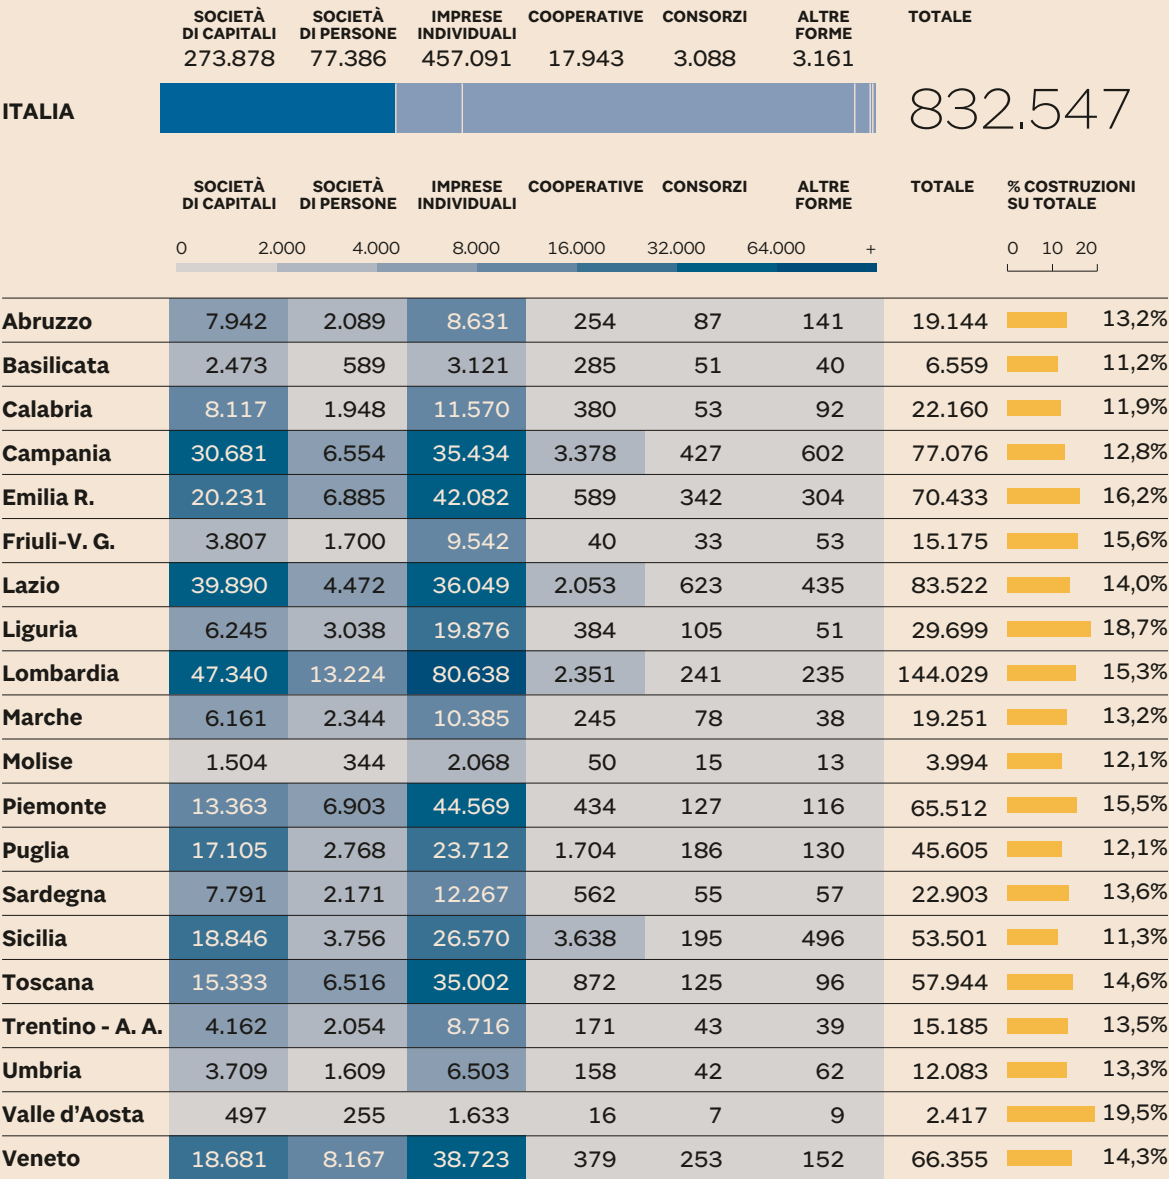 SOCIETÀ DI CAPITALI SOCIETÀ DI PERSONE IMPRESE INDIVIDUALI COOPERATIVE CONSORZI ALTRE FORME TOTALE
273.878 77.386 457.091 17.943 3.088 3.161
ITALIA 832.547
SOCIETÀ DI CAPITALI SOCIETÀ DI PERSONE IMPRESE INDIVIDUALI COOPERATIVE CONSORZI ALTRE FORME TOTALE % COSTRUZIONI SU TOTALE
0 2.000 4.000 8.000 16.000 32.000 64.000 + 0 10 20
Abruzzo 7.942 2.089 8.631 254 87 141 19.144 13,2%
Basilicata 2.473 589 3.121 285 51 40 6.559 11,2%
Calabria 8.117 1.948 11.570 380 53 92 22.160 11,9%
Campania 30.681 6.554 35.434 3.378 427 602 77.076 12,8%
Emilia R. 20.231 6.885 42.082 589 342 304 70.433 16,2%
Friuli-V. G. 3.807 1.700 9.542 40 33 53 15.175 15,6%
Lazio 39.890 4.472 36.049 2.053 623 435 83.522 14,0%
Liguria 6.245 3.038 19.876 384 105 51 29.699 18,7%
Lombardia 47.340 13.224 80.638 2.351 241 235 144.029 15,3%
Marche 6.161 2.344 10.385 245 78 38 19.251 13,2%
Molise 1.504 344 2.068 50 15 13 3.994 12,1%
Piemonte 13.363 6.903 44.569 434 127 116 65.512 15,5%
Puglia 17.105 2.768 23.712 1.704 186 130 45.605 12,1%
Sardegna 7.791 2.171 12.267 562 55 57 22.903 13,6%
Sicilia 18.846 3.756 26.570 3.638 195 496 53.501 11,3%
Toscana 15.333 6.516 35.002 872 125 96 57.944 14,6%
Trentino - A. A. 4.162 2.054 8.716 171 43 39 15.185 13,5%
Umbria 3.709 1.609 6.503 158 42 62 12.083 13,3%
Valle d'Aosta 497 255 1.633 16 7 9 2.417 19,5%
Veneto 18.681 8.167 38.723 379 253 152 66.355 14,3%